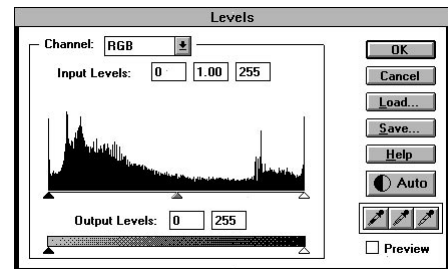 Levels
Channel: RGB
Input Levels: 0 1.00 255
Output Levels: 0 255
OK
Cancel
Load...
Save...
Help
Auto
Preview